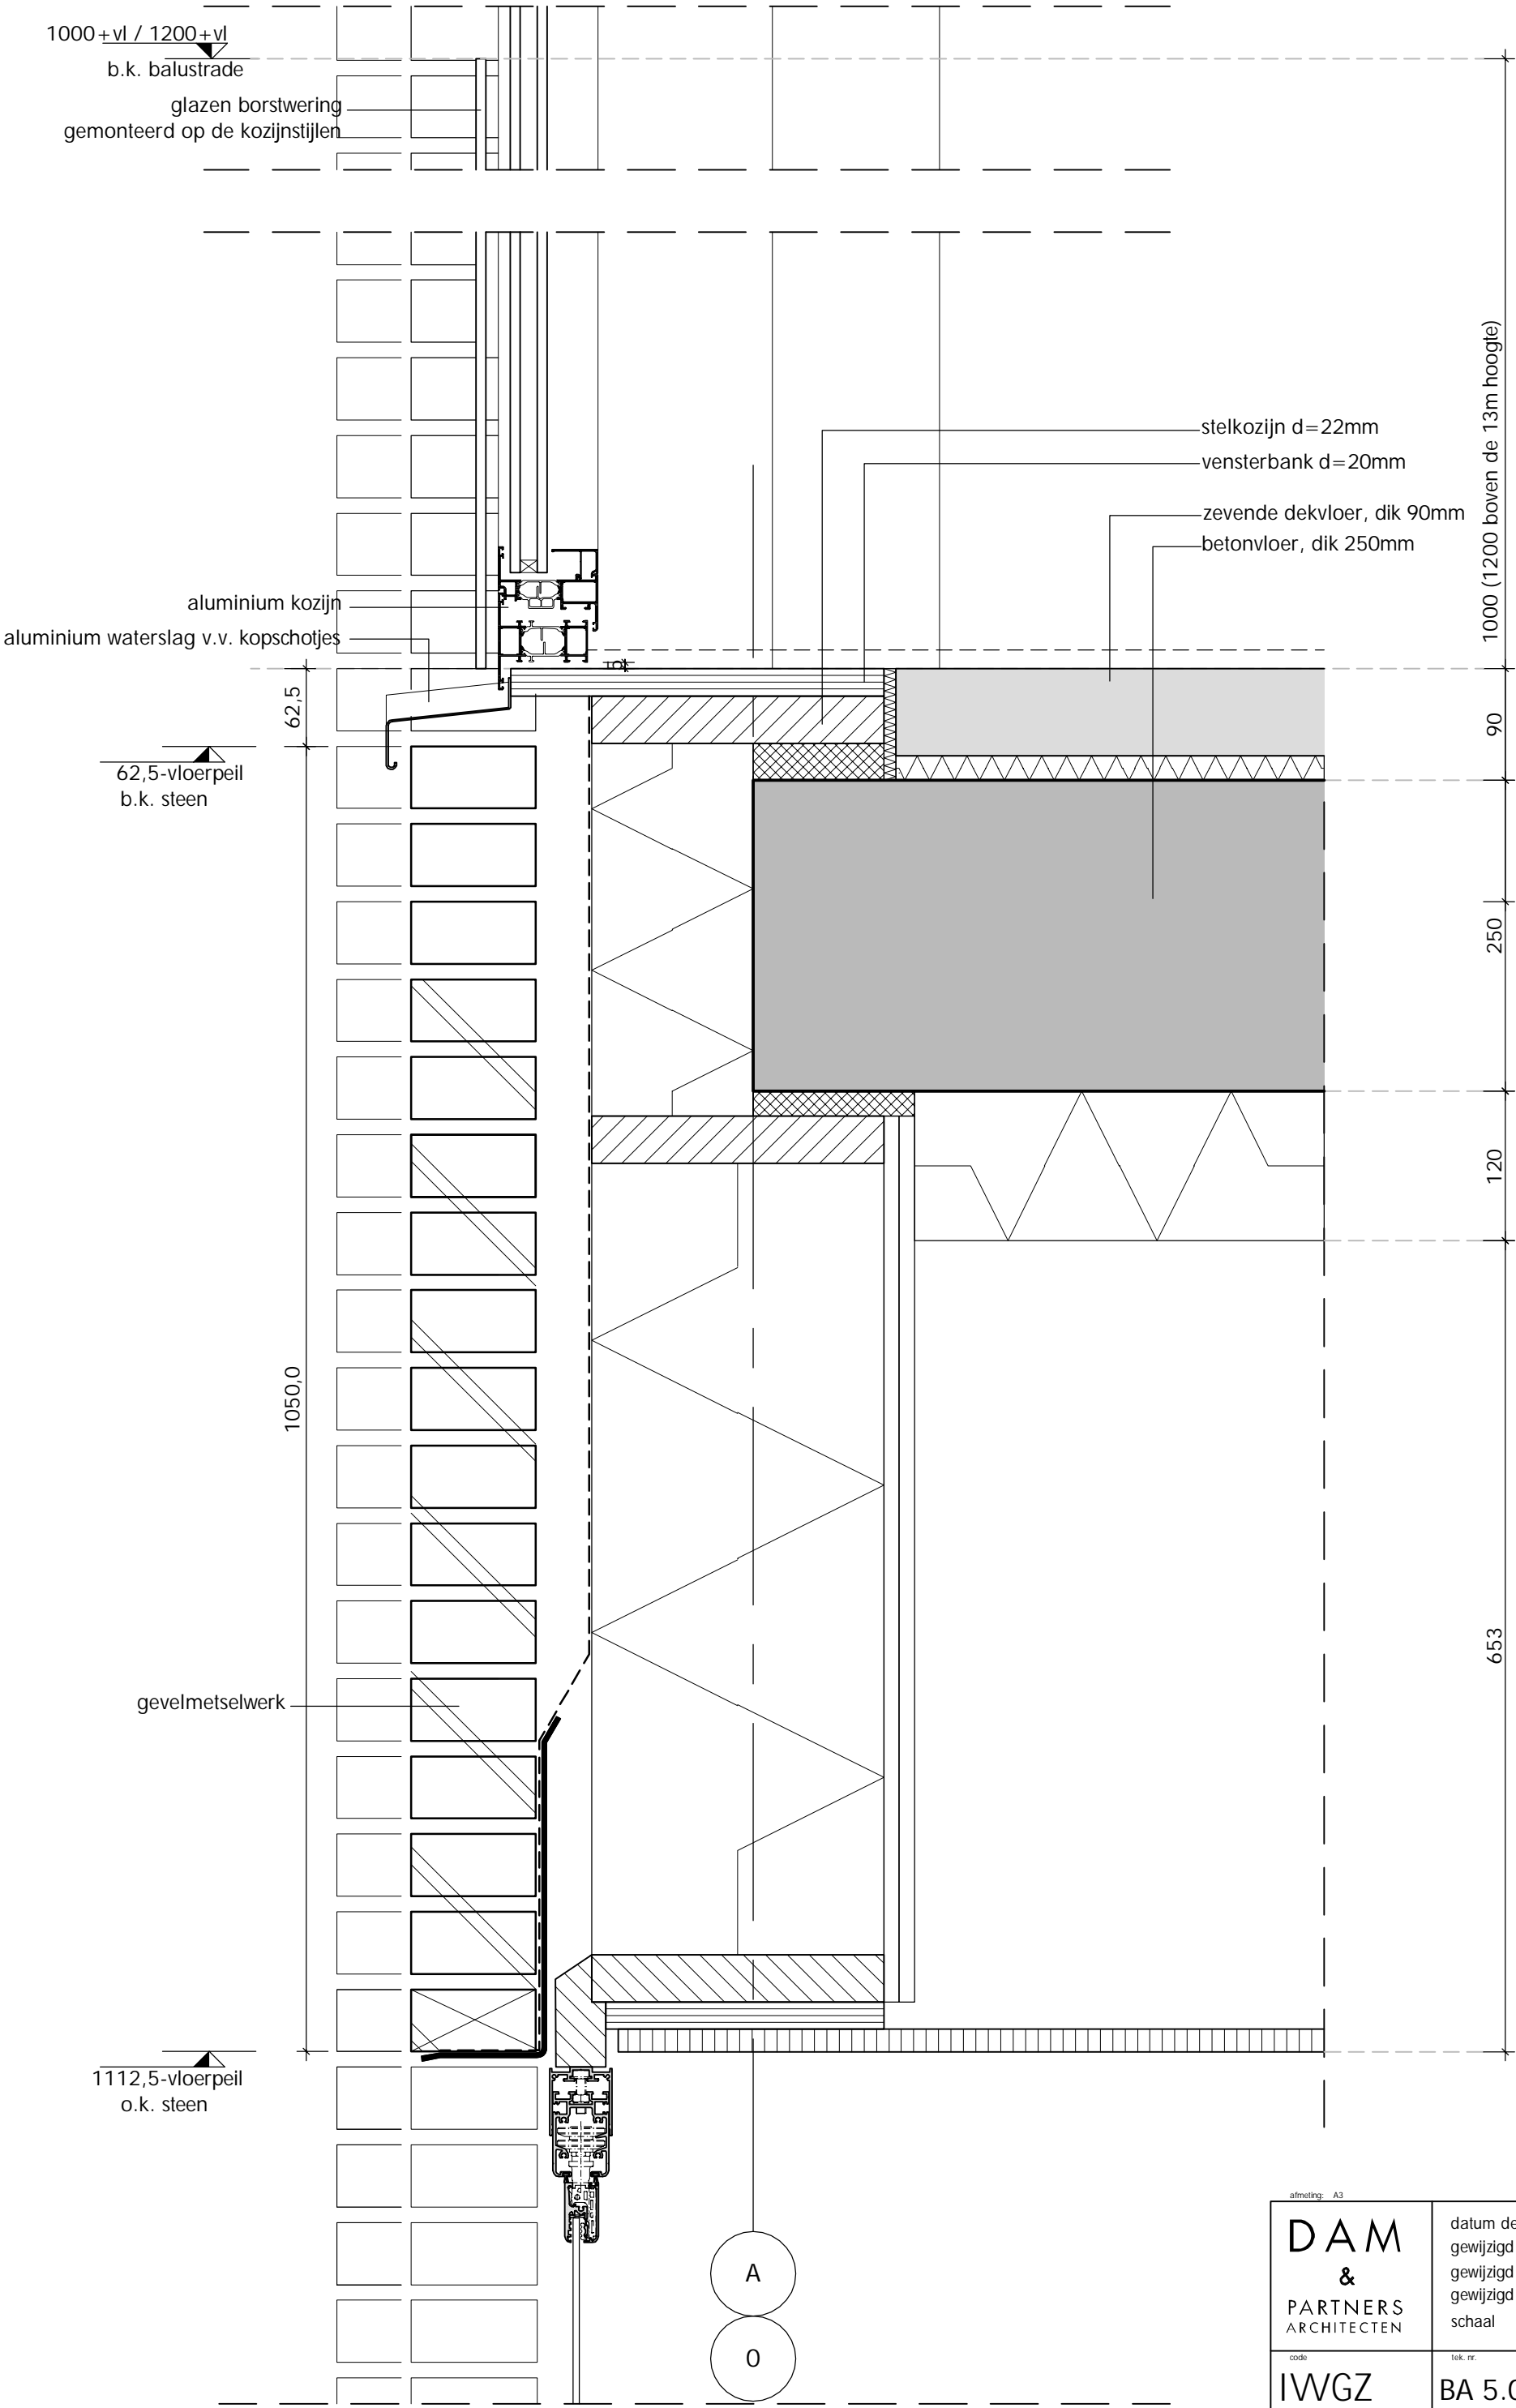 1000+vl / 1200+vl
b.k. balustrade
glazen borstwering
gemonteerd op de kozijnstijlen
1000 (1200 boven de 13m hoogte)
stelkozijn d=22mm
vensterbank d=20mm
zevende dekvloer, dik 90mm
betonvloer, dik 250mm
aluminium kozijn
aluminium waterslag v.v. kopschotjes
62,5
90
62,5-vloerpeil
b.k. steen
250
120
1050,0
653
gevelmetselwerk
1112,5-vloerpeil
o.k. steen
A
0
afmeting: A3
DAM
&
PARTNERS
ARCHITECTEN
gewijzigd
gewijzigd
gewijzigd
schaal
code
tek. nr.
IWGZ
BA